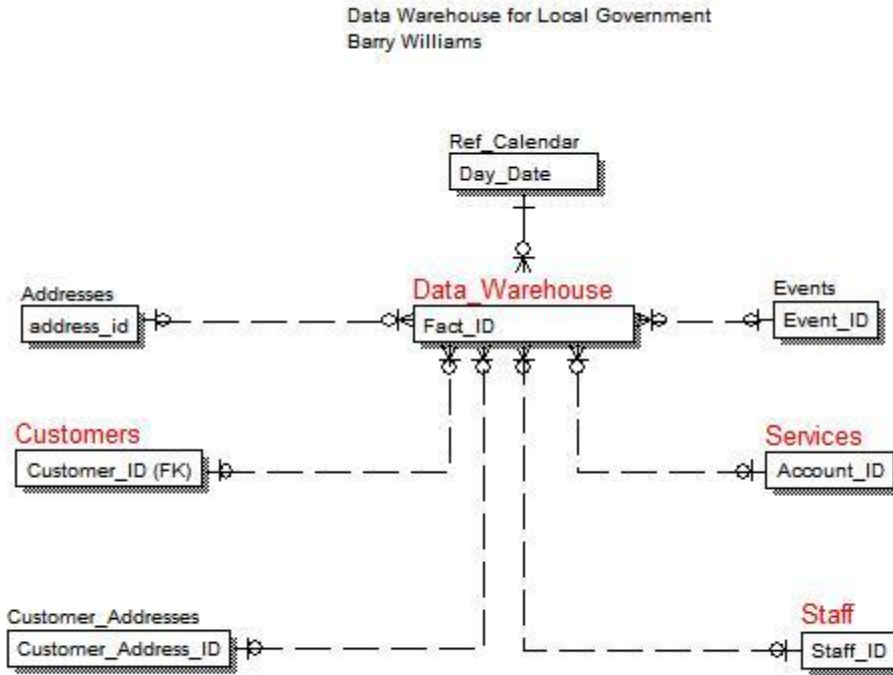 Data Warehouse for Local Government
Barry Williams
Ref_Calendar
Day_Date
Addresses
address_id
Data_Warehouse
Fact_ID
Events
Event_ID
Customers
Customer_ID (FK)
Services
Account_ID
Customer_Addresses
Customer_Address_ID
Staff
Staff_ID